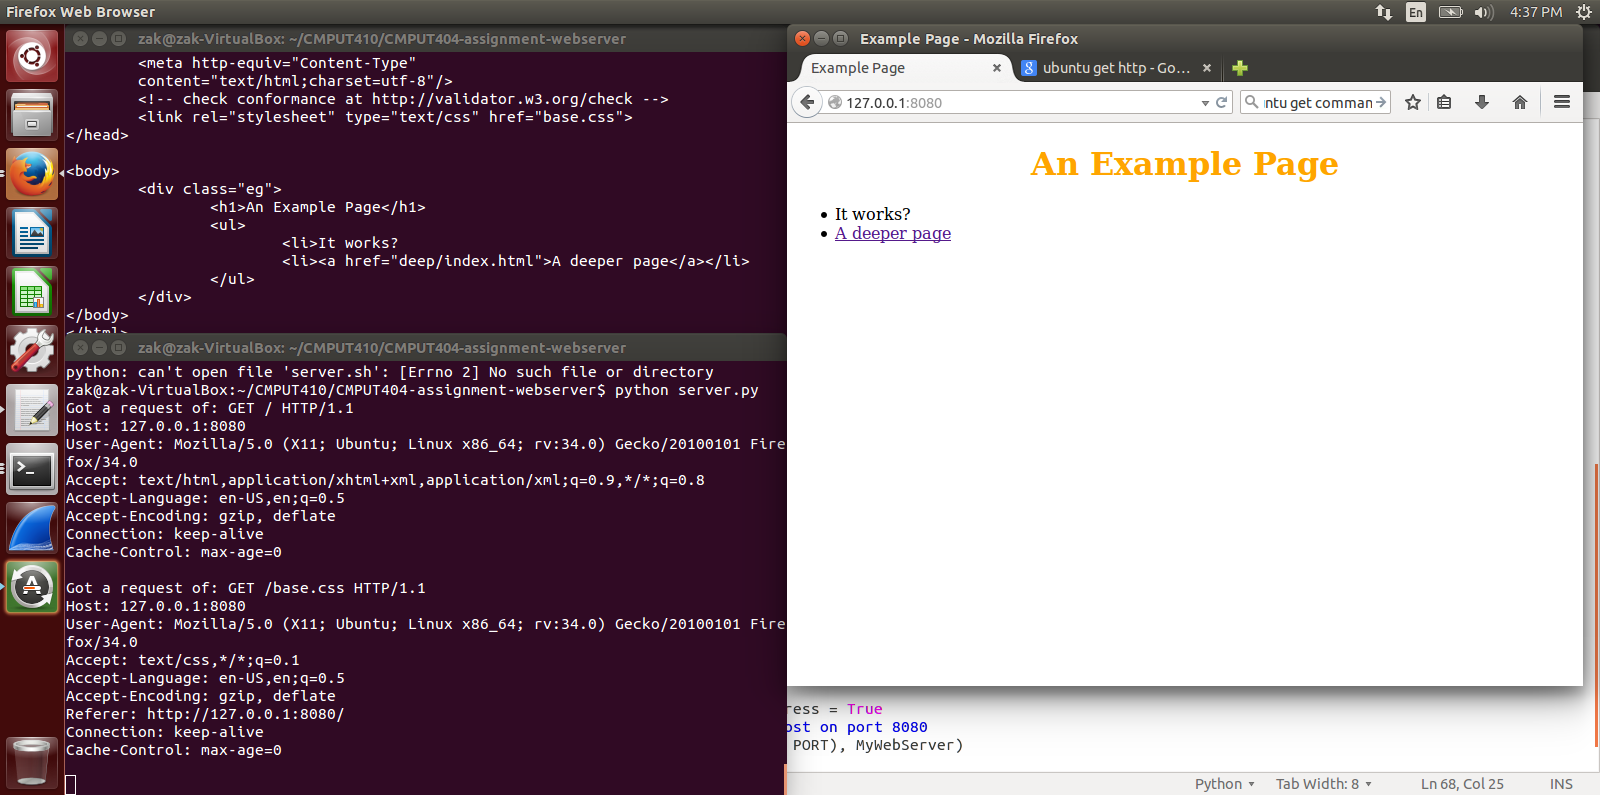 Firefox Web Browser
En
4:37 PM
zak@zak-VirtualBox: ~/CMPUT410/CMPUT404-assignment-webserver
<meta http-equiv="Content-Type"
content="text/html;charset=utf-8"/>
<!-- check conformance at http://validator.w3.org/check -->
<link rel="stylesheet" type="text/css" href="base.css">
</head>
<body>
<div class="eg">
<h1>An Example Page</h1>
<ul>
<li>It works?
<li><a href="deep/index.html">A deeper page</a></li>
</ul>
</div>
</body>
</html>
zak@zak-VirtualBox: ~/CMPUT410/CMPUT404-assignment-webserver
python: can't open file 'server.sh': [Errno 2] No such file or directory
zak@zak-VirtualBox:~/CMPUT410/CMPUT404-assignment-webserver$ python server.py
Got a request of: GET / HTTP/1.1
Host: 127.0.0.1:8080
User-Agent: Mozilla/5.0 (X11; Ubuntu; Linux x86_64; rv:34.0) Gecko/20100101 Fire
fox/34.0
Accept: text/html,application/xhtml+xml,application/xml;q=0.9,*/*;q=0.8
Accept-Language: en-US,en;q=0.5
Accept-Encoding: gzip, deflate
Connection: keep-alive
Cache-Control: max-age=0
Got a request of: GET /base.css HTTP/1.1
Host: 127.0.0.1:8080
User-Agent: Mozilla/5.0 (X11; Ubuntu; Linux x86_64; rv:34.0) Gecko/20100101 Fire
fox/34.0
Accept: text/css,*/*;q=0.1
Accept-Language: en-US,en;q=0.5
Accept-Encoding: gzip, deflate
Referer: http://127.0.0.1:8080/
Connection: keep-alive
Cache-Control: max-age=0
Example Page - Mozilla Firefox
Example Page
ubuntu get http - Go...
127.0.0.1:8080
ntu get comman
An Example Page
• It works?
• A deeper page
ress = True
ost on port 8080
PORT), MyWebServer)
Python
Tab Width: 8
Ln 68, Col 25
INS